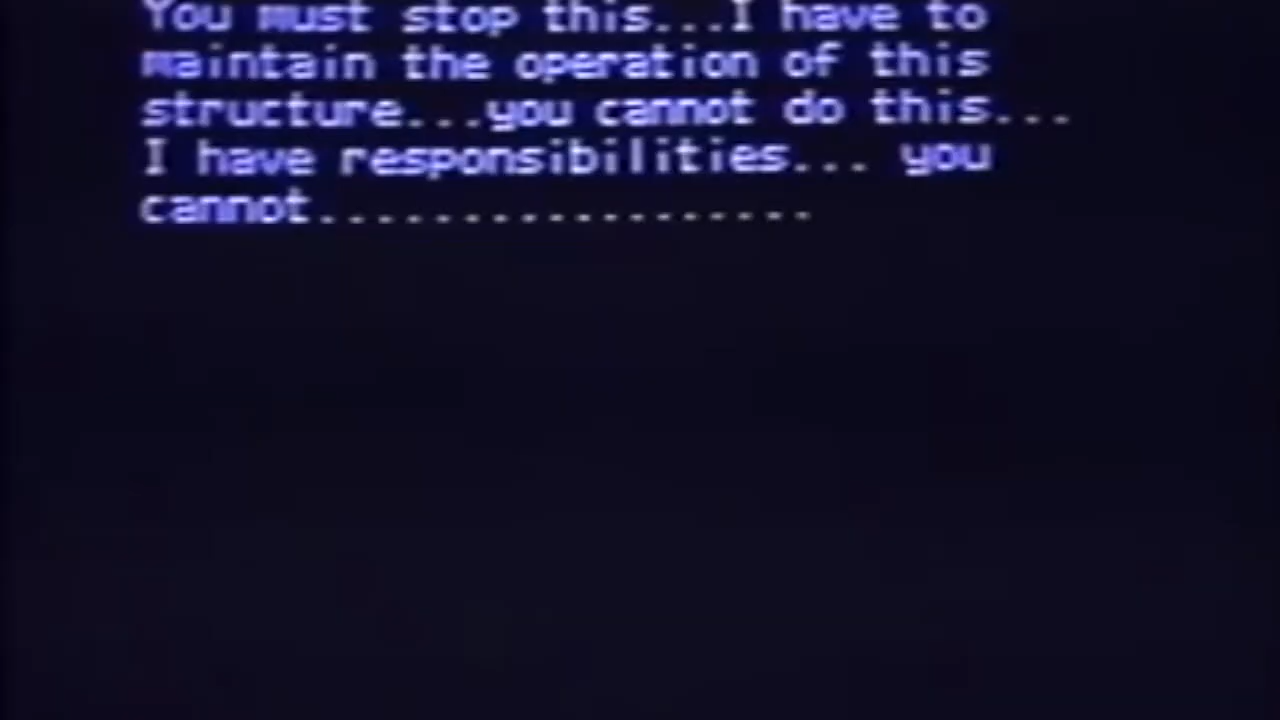 You must stop this...I have to
maintain the operation of this
structure...you cannot do this...
I have responsibilities... you
cannot.................